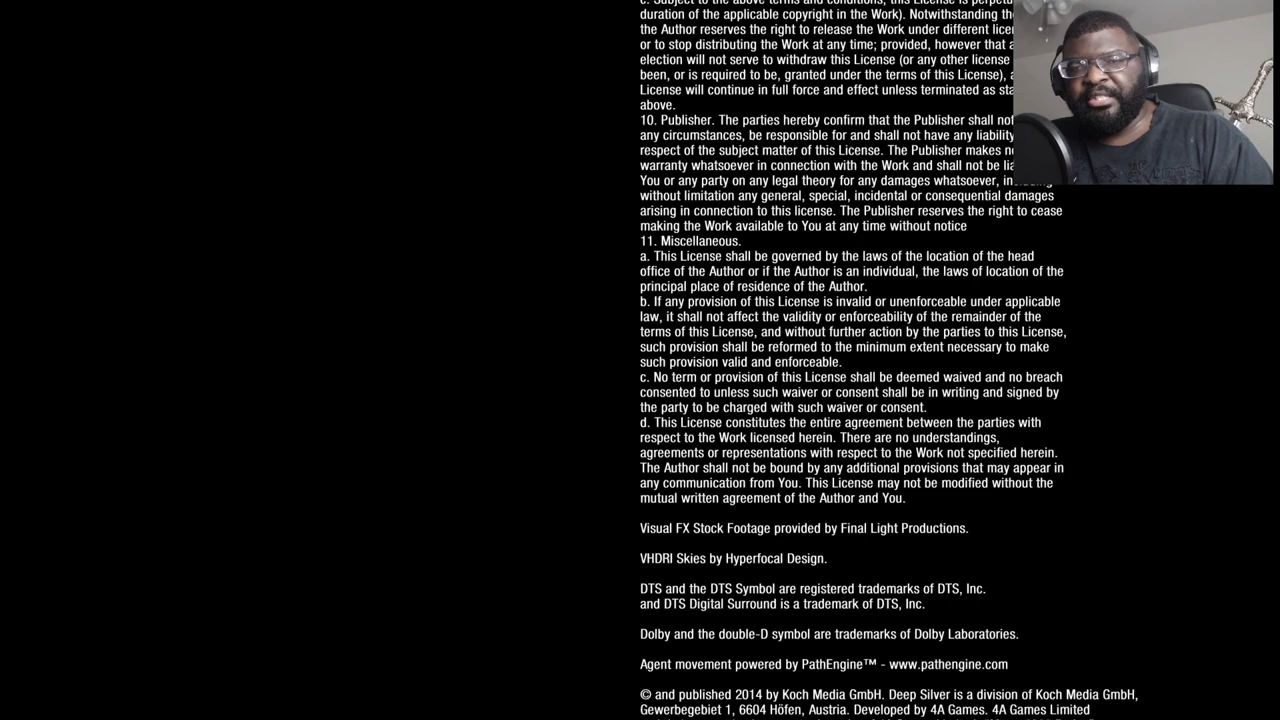 e. Subject to the above terms and conditions, this License is
duration of the applicable copyright in the Work). Notwithstanding
the Author reserves the right to release the Work under different
or to stop distributing the Work at any time; provided, however that
election will not serve to withdraw this License (or any other license
been, or is required to be, granted under the terms of this License),
License will continue in full force and effect unless terminated as
above.
10. Publisher. The parties hereby confirm that the Publisher shall not
any circumstances, be responsible for and shall not have any liability
respect of the subject matter of this License. The Publisher makes
warranty whatsoever in connection with the Work and shall not be
You or any party on any legal theory for any damages whatsoever,
without limitation any general, special, incidental or consequential damages
arising in connection to this license. The Publisher reserves the right to cease
making the Work available to You at any time without notice
11. Miscellaneous.
a. This License shall be governed by the laws of the location of the head
office of the Author or if the Author is an individual, the laws of location of the
principal place of residence of the Author.
b. If any provision of this License is invalid or unenforceable under applicable
law, it shall not affect the validity or enforceability of the remainder of the
terms of this License, and without further action by the parties to this License,
such provision shall be reformed to the minimum extent necessary to make
such provision valid and enforceable.
c. No term or provision of this License shall be deemed waived and no breach
consented to unless such waiver or consent shall be in writing and signed by
the party to be charged with such waiver or consent.
d. This License constitutes the entire agreement between the parties with
respect to the Work licensed herein. There are no understandings,
agreements or representations with respect to the Work not specified herein.
The Author shall not be bound by any additional provisions that may appear in
any communication from You. This License may not be modified without the
mutual written agreement of the Author and You.
Visual FX Stock Footage provided by Final Light Productions.
VHDRI Skies by Hyperfocal Design.
DTS and the DTS Symbol are registered trademarks of DTS, Inc.
and DTS Digital Surround is a trademark of DTS, Inc.
Dolby and the double-D symbol are trademarks of Dolby Laboratories.
Agent movement powered by PathEngine™ - www.pathengine.com
© and published 2014 by Koch Media GmbH. Deep Silver is a division of Koch Media GmbH,
Gewerbegebiet 1, 6604 Höfen, Austria. Developed by 4A Games. 4A Games Limited